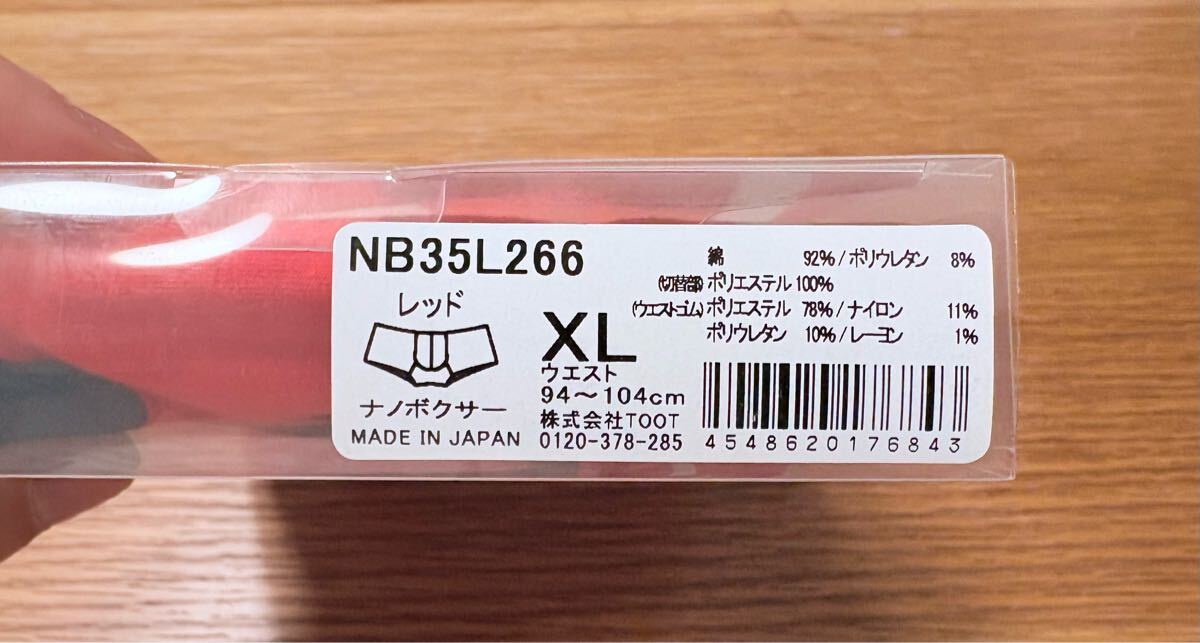 NB35L266
レッド
ナノボクサー
MADE IN JAPAN
XL
ウエスト
94～104cm
株式会社TOOT
0120-378-285
綿 92% / ポリウレタン 8%
(切替部) ポリエステル 100%
(ウエストゴム) ポリエステル 78% / ナイロン 11%
ポリウレタン 10% / レーヨン 1%
4548620176843